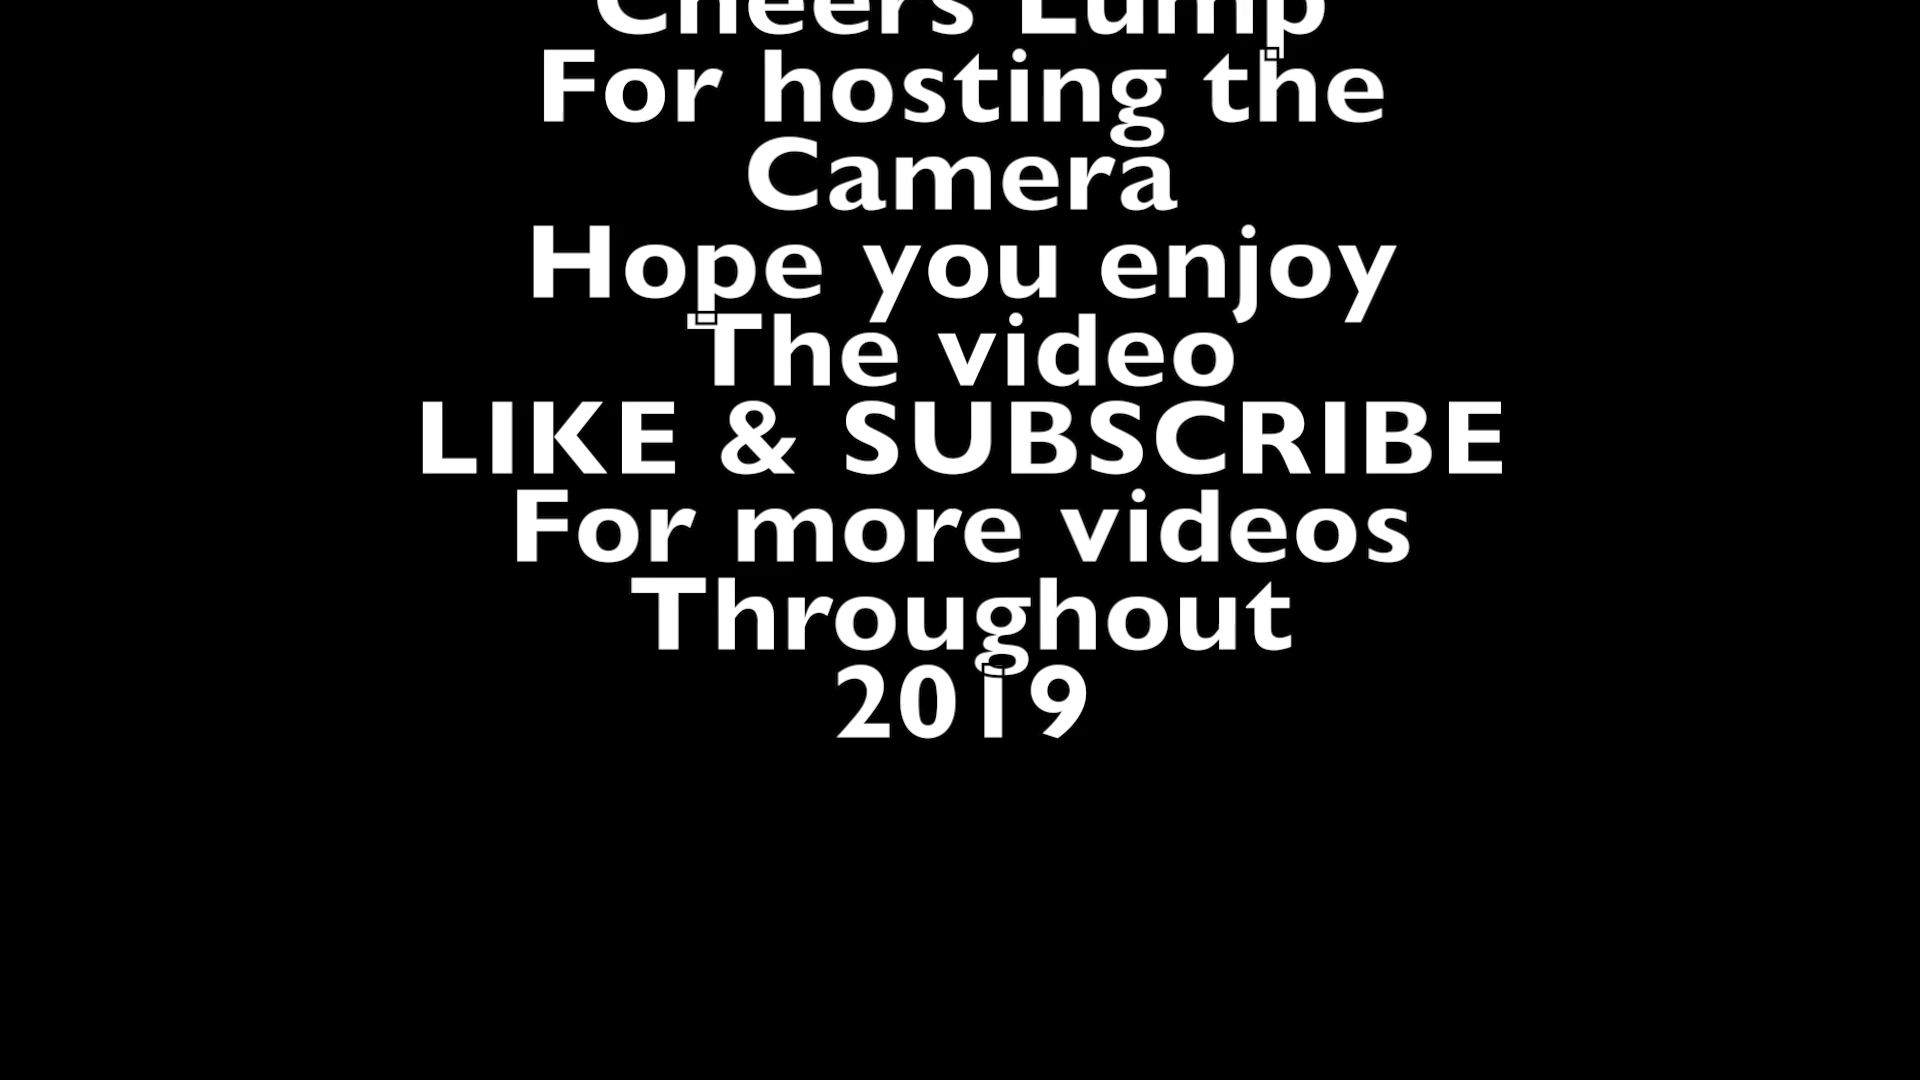 Cheers Lump
For hosting the
Camera
Hope you enjoy
The video
LIKE & SUBSCRIBE
For more videos
Throughout
2019